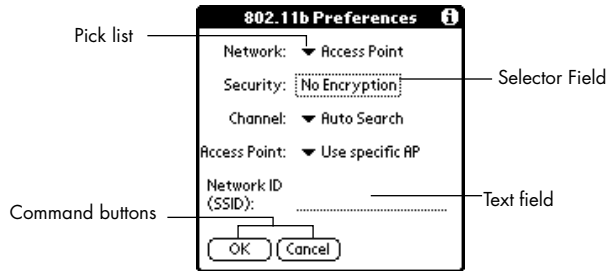 802.11b Preferences i
Pick list
Network: Access Point
Security: No Encryption
Selector Field
Channel: Auto Search
Access Point: Use specific AP
Network ID
(SSID):
Text field
Command buttons
OK Cancel